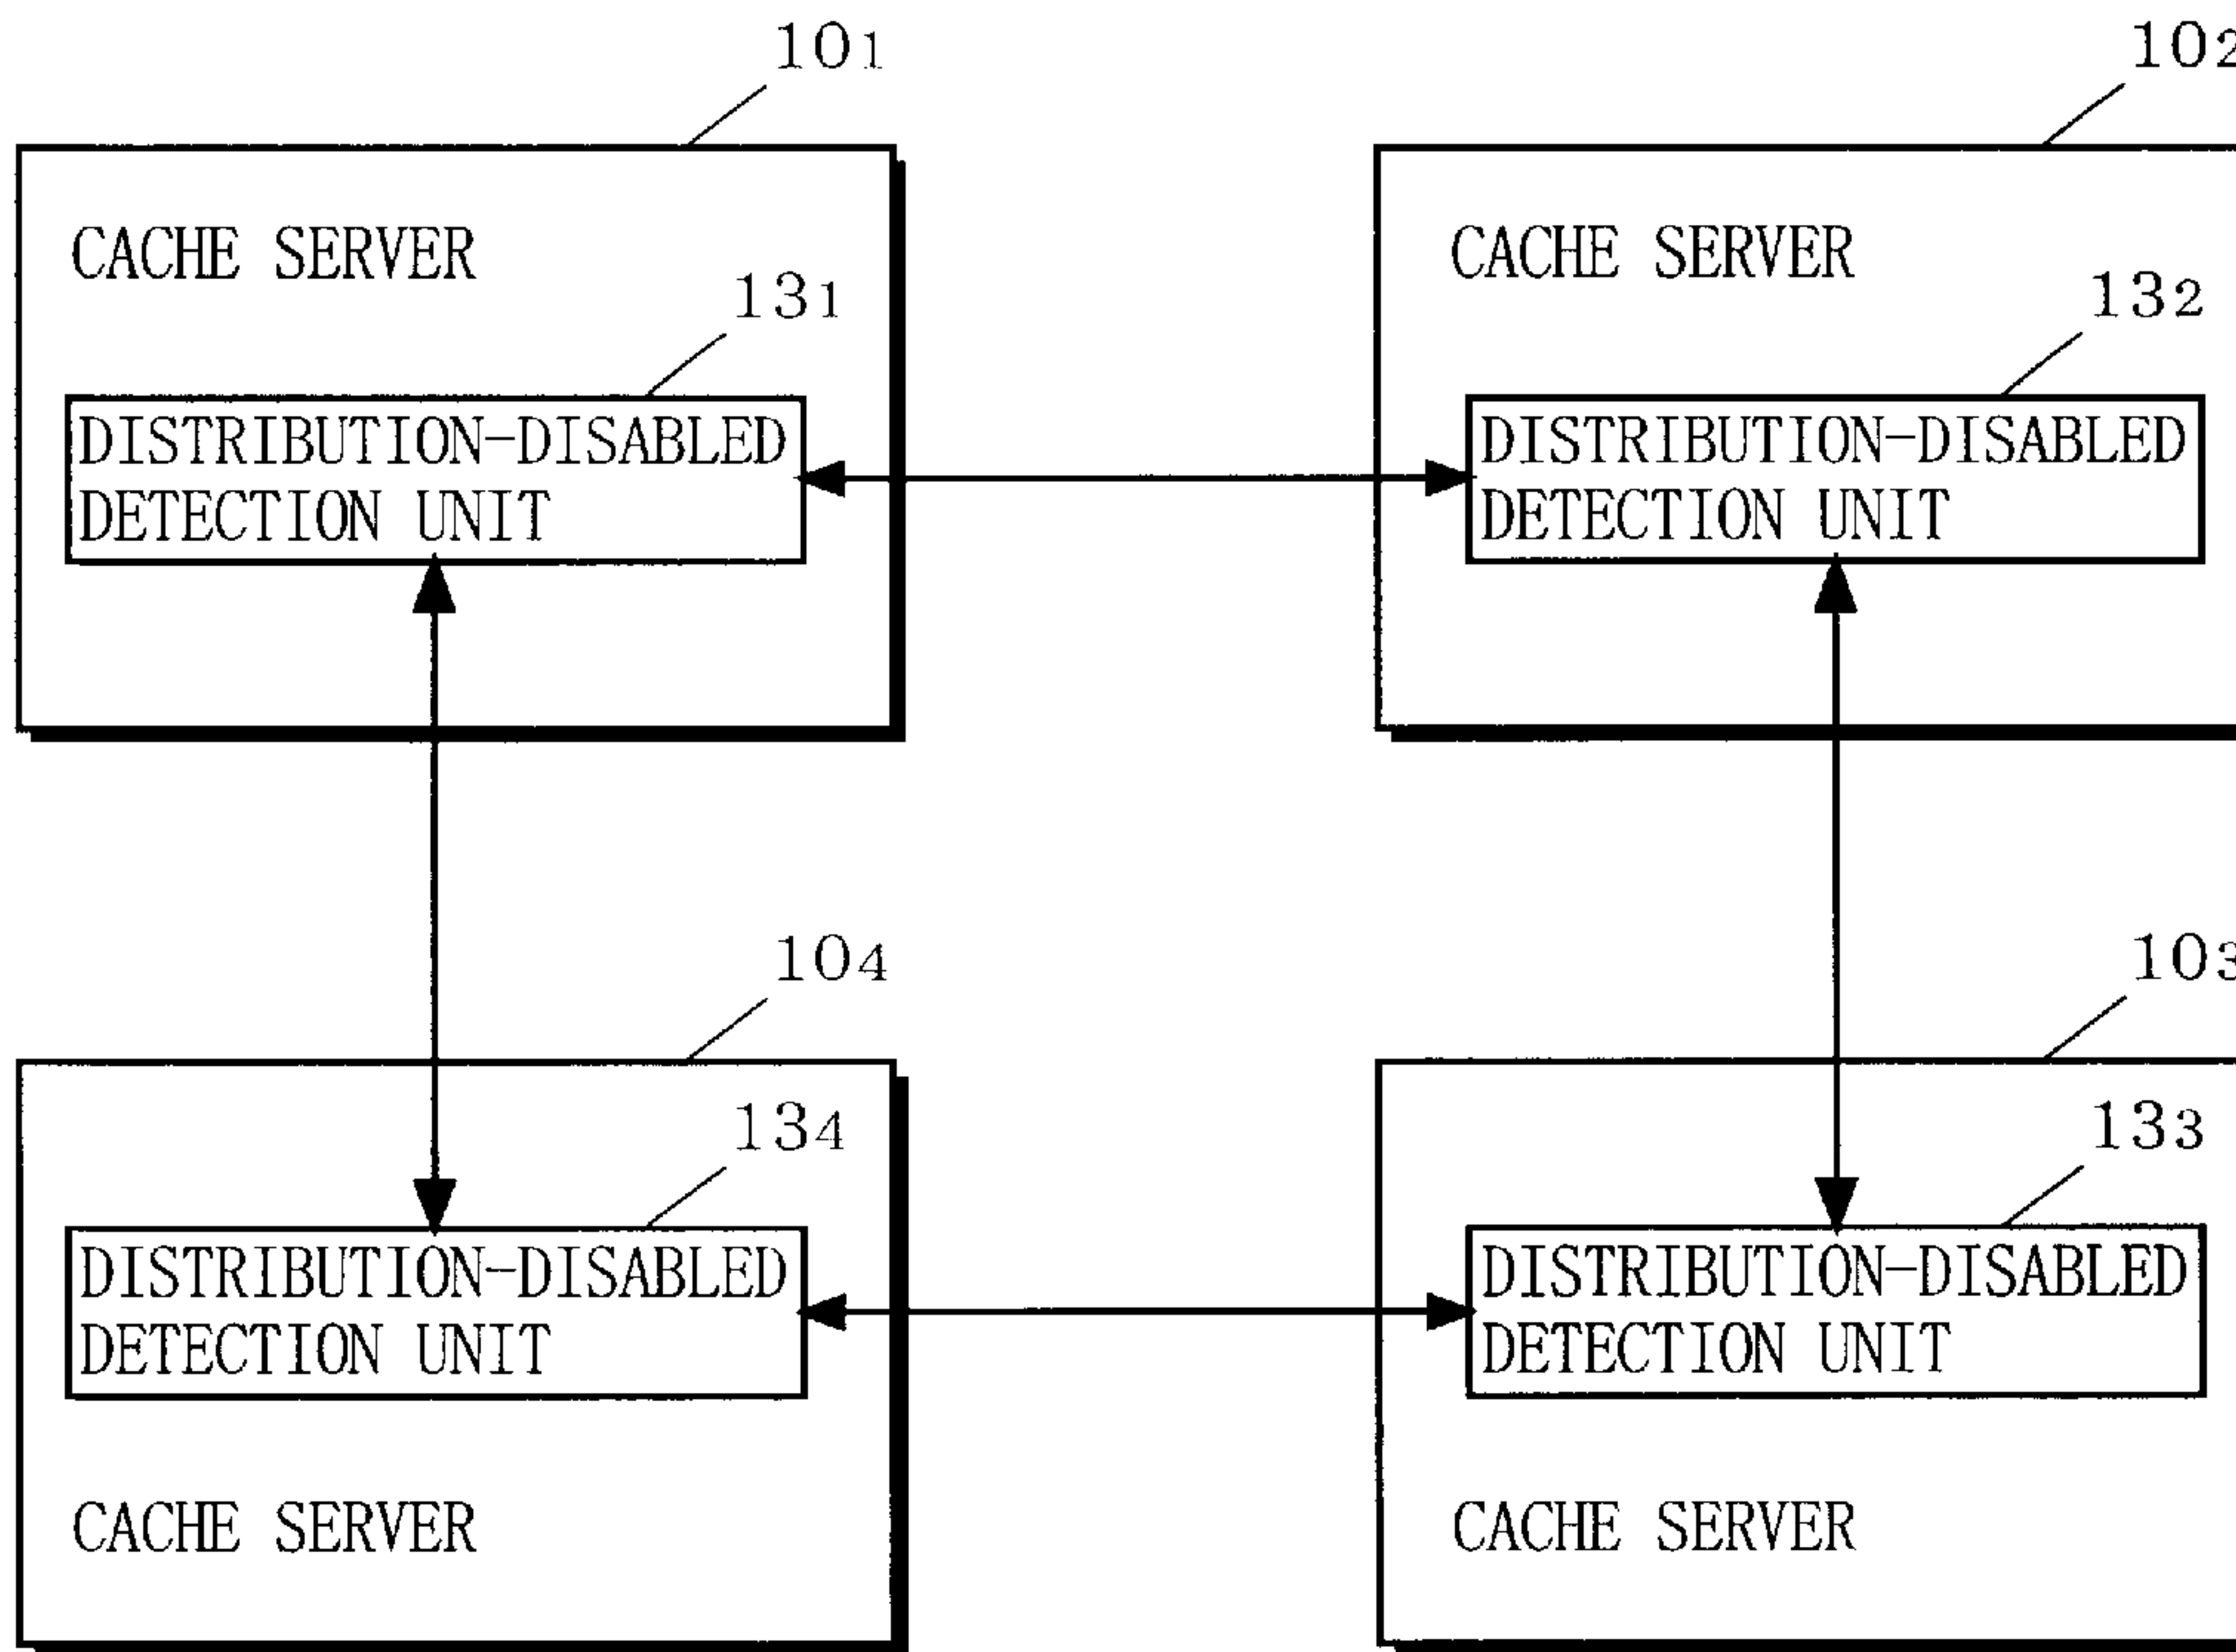 10₁
10₂
CACHE SERVER
CACHE SERVER
13₁
13₂
DISTRIBUTION-DISABLED
DETECTION UNIT
DISTRIBUTION-DISABLED
DETECTION UNIT
10₄
10₃
13₄
13₃
DISTRIBUTION-DISABLED
DETECTION UNIT
DISTRIBUTION-DISABLED
DETECTION UNIT
CACHE SERVER
CACHE SERVER